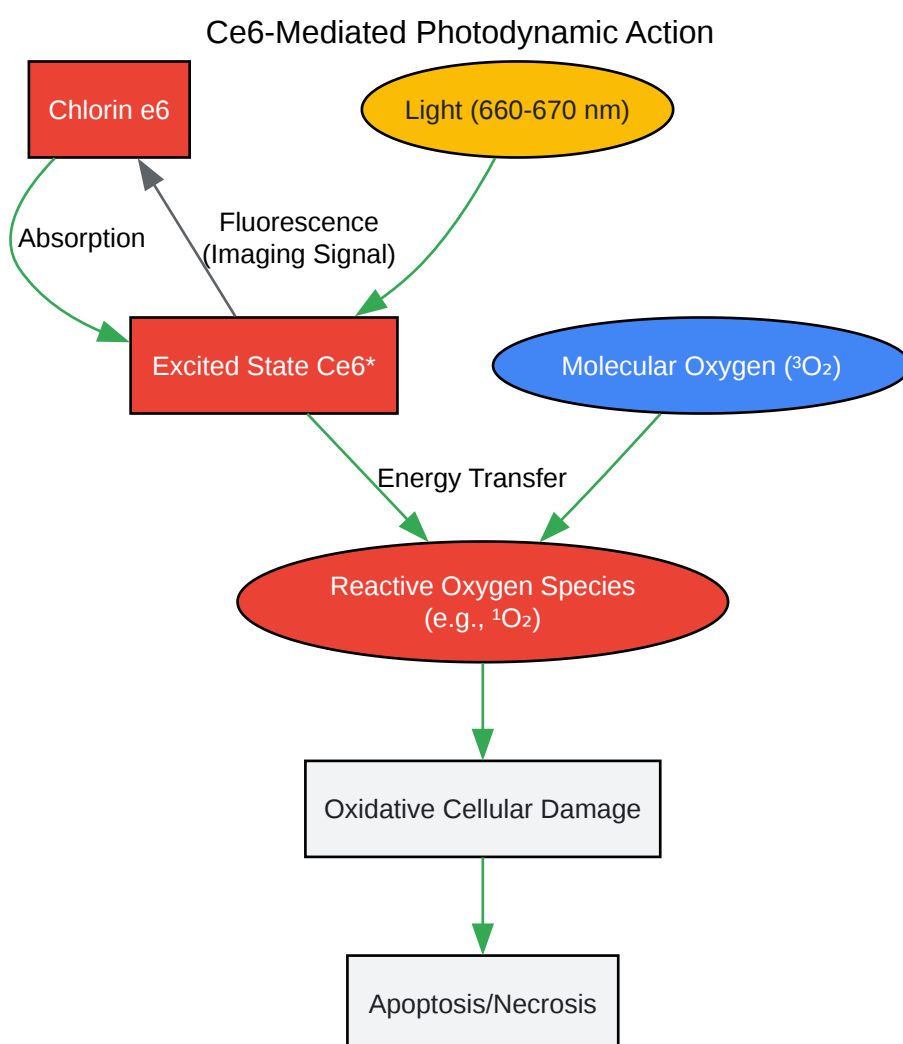 Ce6-Mediated Photodynamic Action
Chlorin e6
Light (660-670 nm)
Absorption
Fluorescence
(Imaging Signal)
Excited State Ce6*
Molecular Oxygen (³O₂)
Energy Transfer
Reactive Oxygen Species
(e.g., ¹O₂)
Oxidative Cellular Damage
Apoptosis/Necrosis